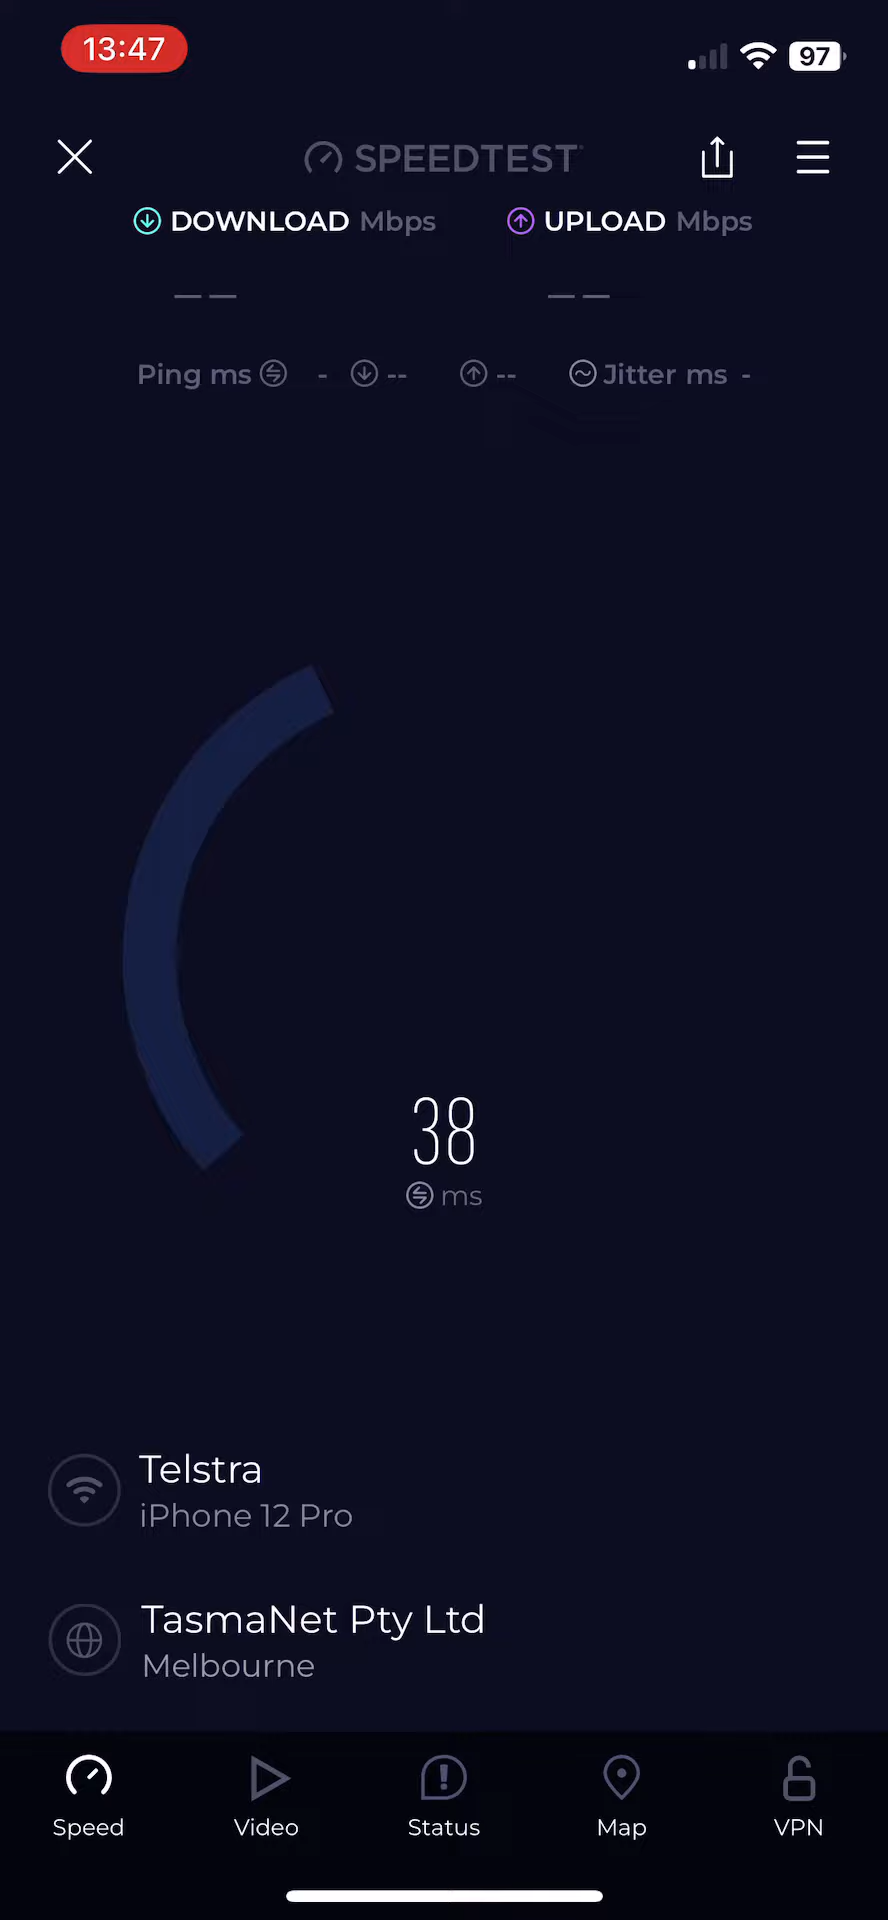 13:47
97
SPEEDTEST
DOWNLOAD Mbps UPLOAD Mbps
— — — —
Ping ms - -- -- Jitter ms -
38
ms
Telstra
iPhone 12 Pro
TasmaNet Pty Ltd
Melbourne
Speed Video Status Map VPN